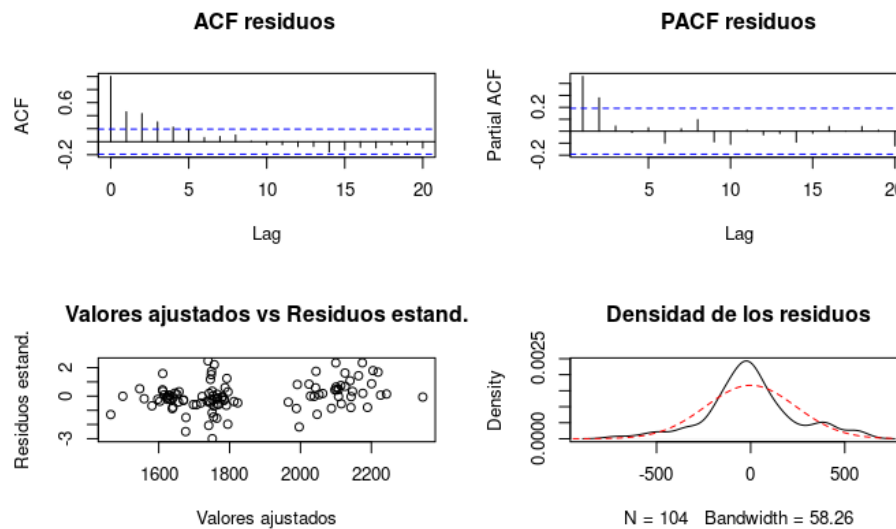 ACF residuos
PACF residuos
ACF
-0.2
0.6
0
5
10
15
20
Lag
Partial ACF
-0.2
0.2
5
10
15
Lag
Valores ajustados vs Residuos estand.
Densidad de los residuos
Residuos estand.
-3
0
2
1600
1800
2000
2200
Valores ajustados
Density
0.0000
0.0025
-500
0
500
N = 104 Bandwidth = 58.26